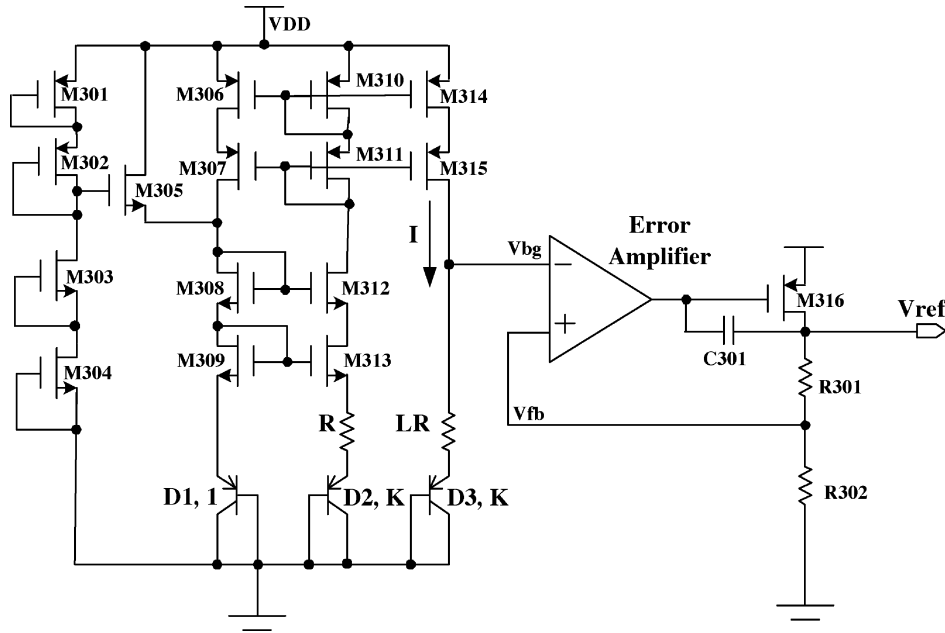 VDD
M301
M306
M310
M314
M302
M307
M311
M315
M305
I
Vbg
Error
Amplifier
M303
M308
M312
M316
Vref
C301
M304
M309
M313
R301
R
LR
Vfb
D1, 1
D2, K
D3, K
R302